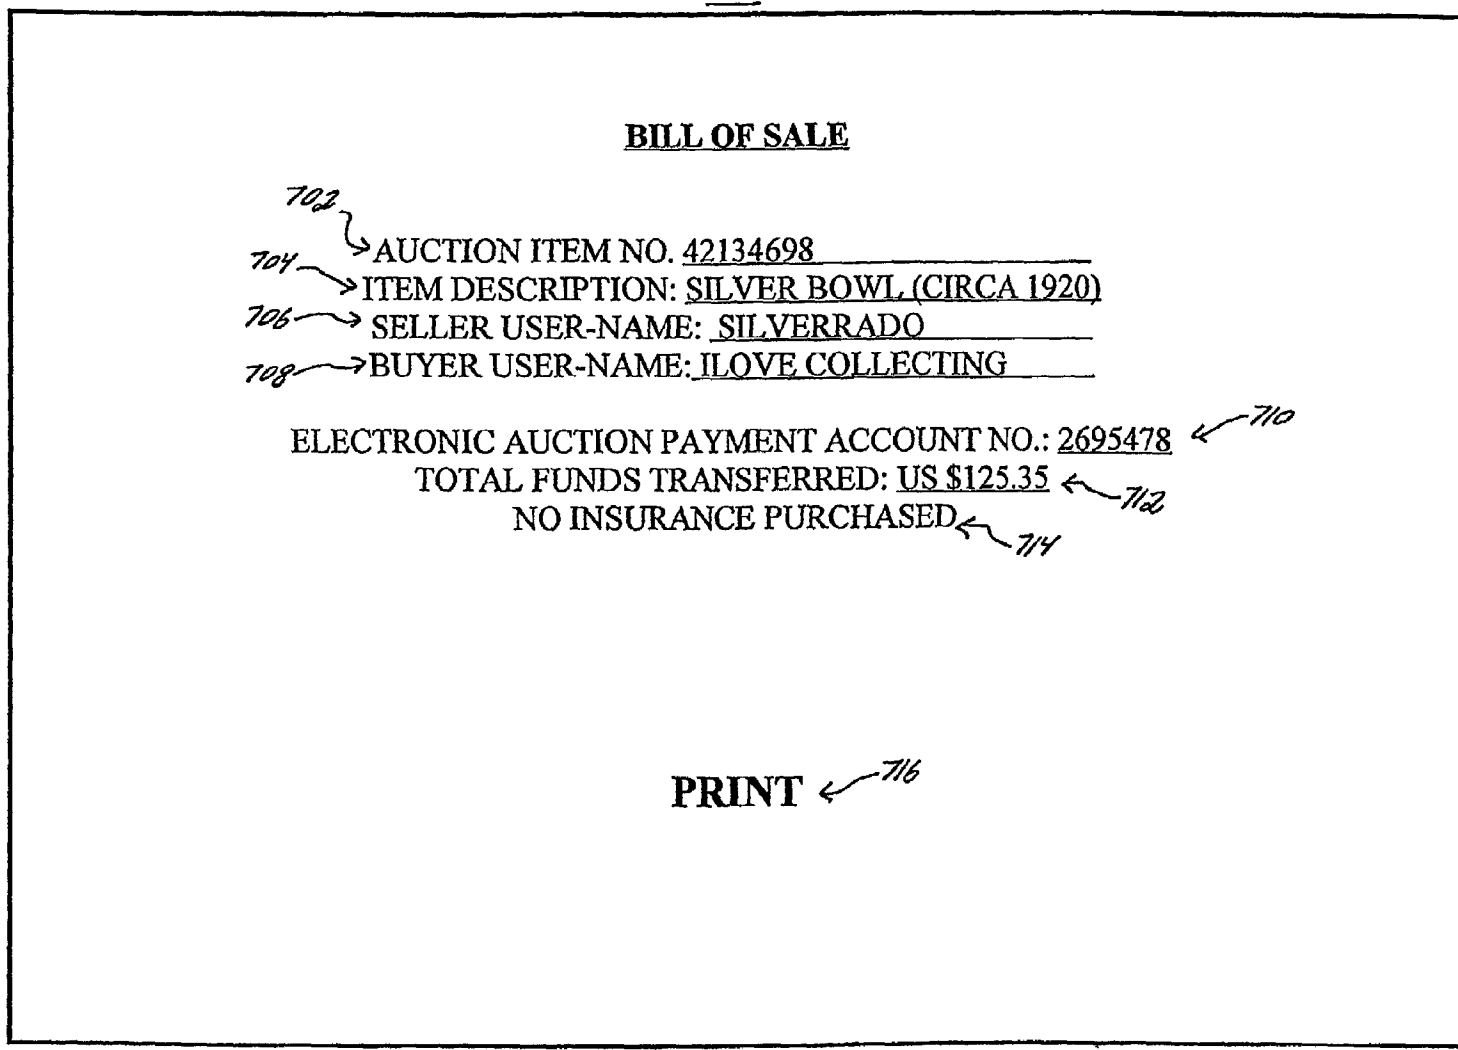 BILL OF SALE
702
AUCTION ITEM NO. 42134698
704
ITEM DESCRIPTION: SILVER BOWL (CIRCA 1920)
706
SELLER USER-NAME: SILVERRADO
708
BUYER USER-NAME: ILOVE COLLECTING
710
ELECTRONIC AUCTION PAYMENT ACCOUNT NO.: 2695478
TOTAL FUNDS TRANSFERRED: US $125.35
712
NO INSURANCE PURCHASED
714
PRINT
716